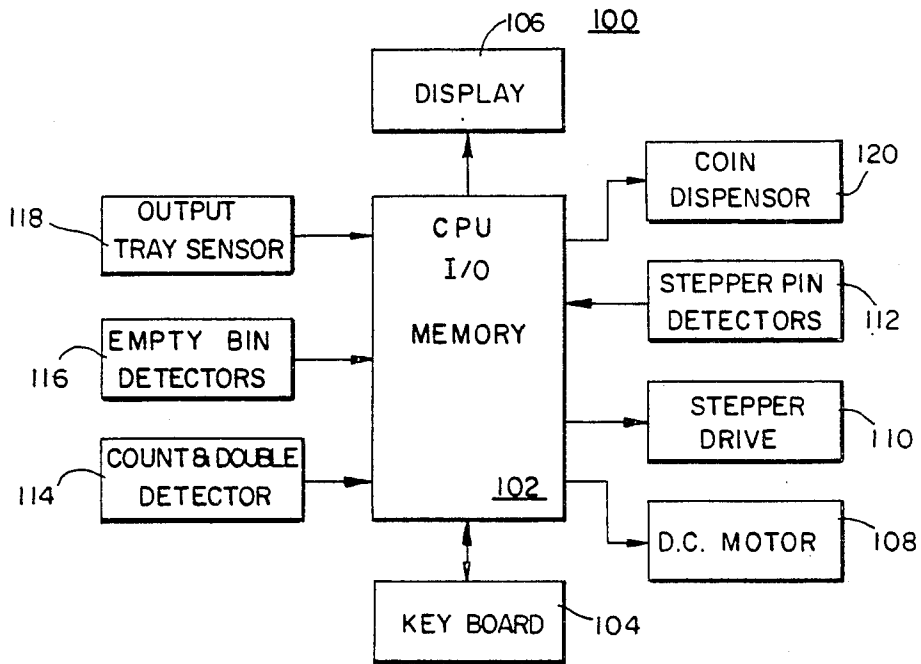 106
100
DISPLAY
118
OUTPUT
TRAY SENSOR
116
EMPTY BIN
DETECTORS
114
COUNT & DOUBLE
DETECTOR
CPU
I/O
MEMORY
102
COIN
DISPENSOR
120
STEPPER PIN
DETECTORS
112
STEPPER
DRIVE
110
D.C. MOTOR
108
KEY BOARD
104